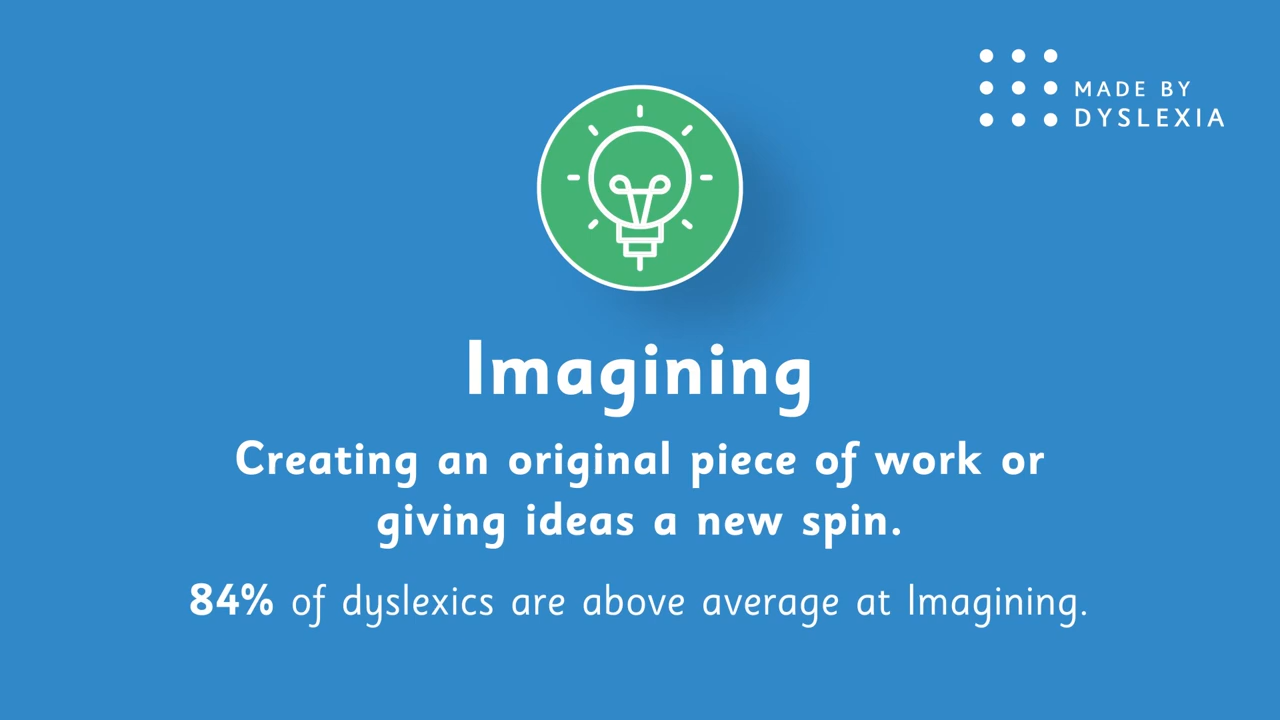 MADE BY
DYSLEXIA
Imagining
Creating an original piece of work or
giving ideas a new spin.
84% of dyslexics are above average at Imagining.